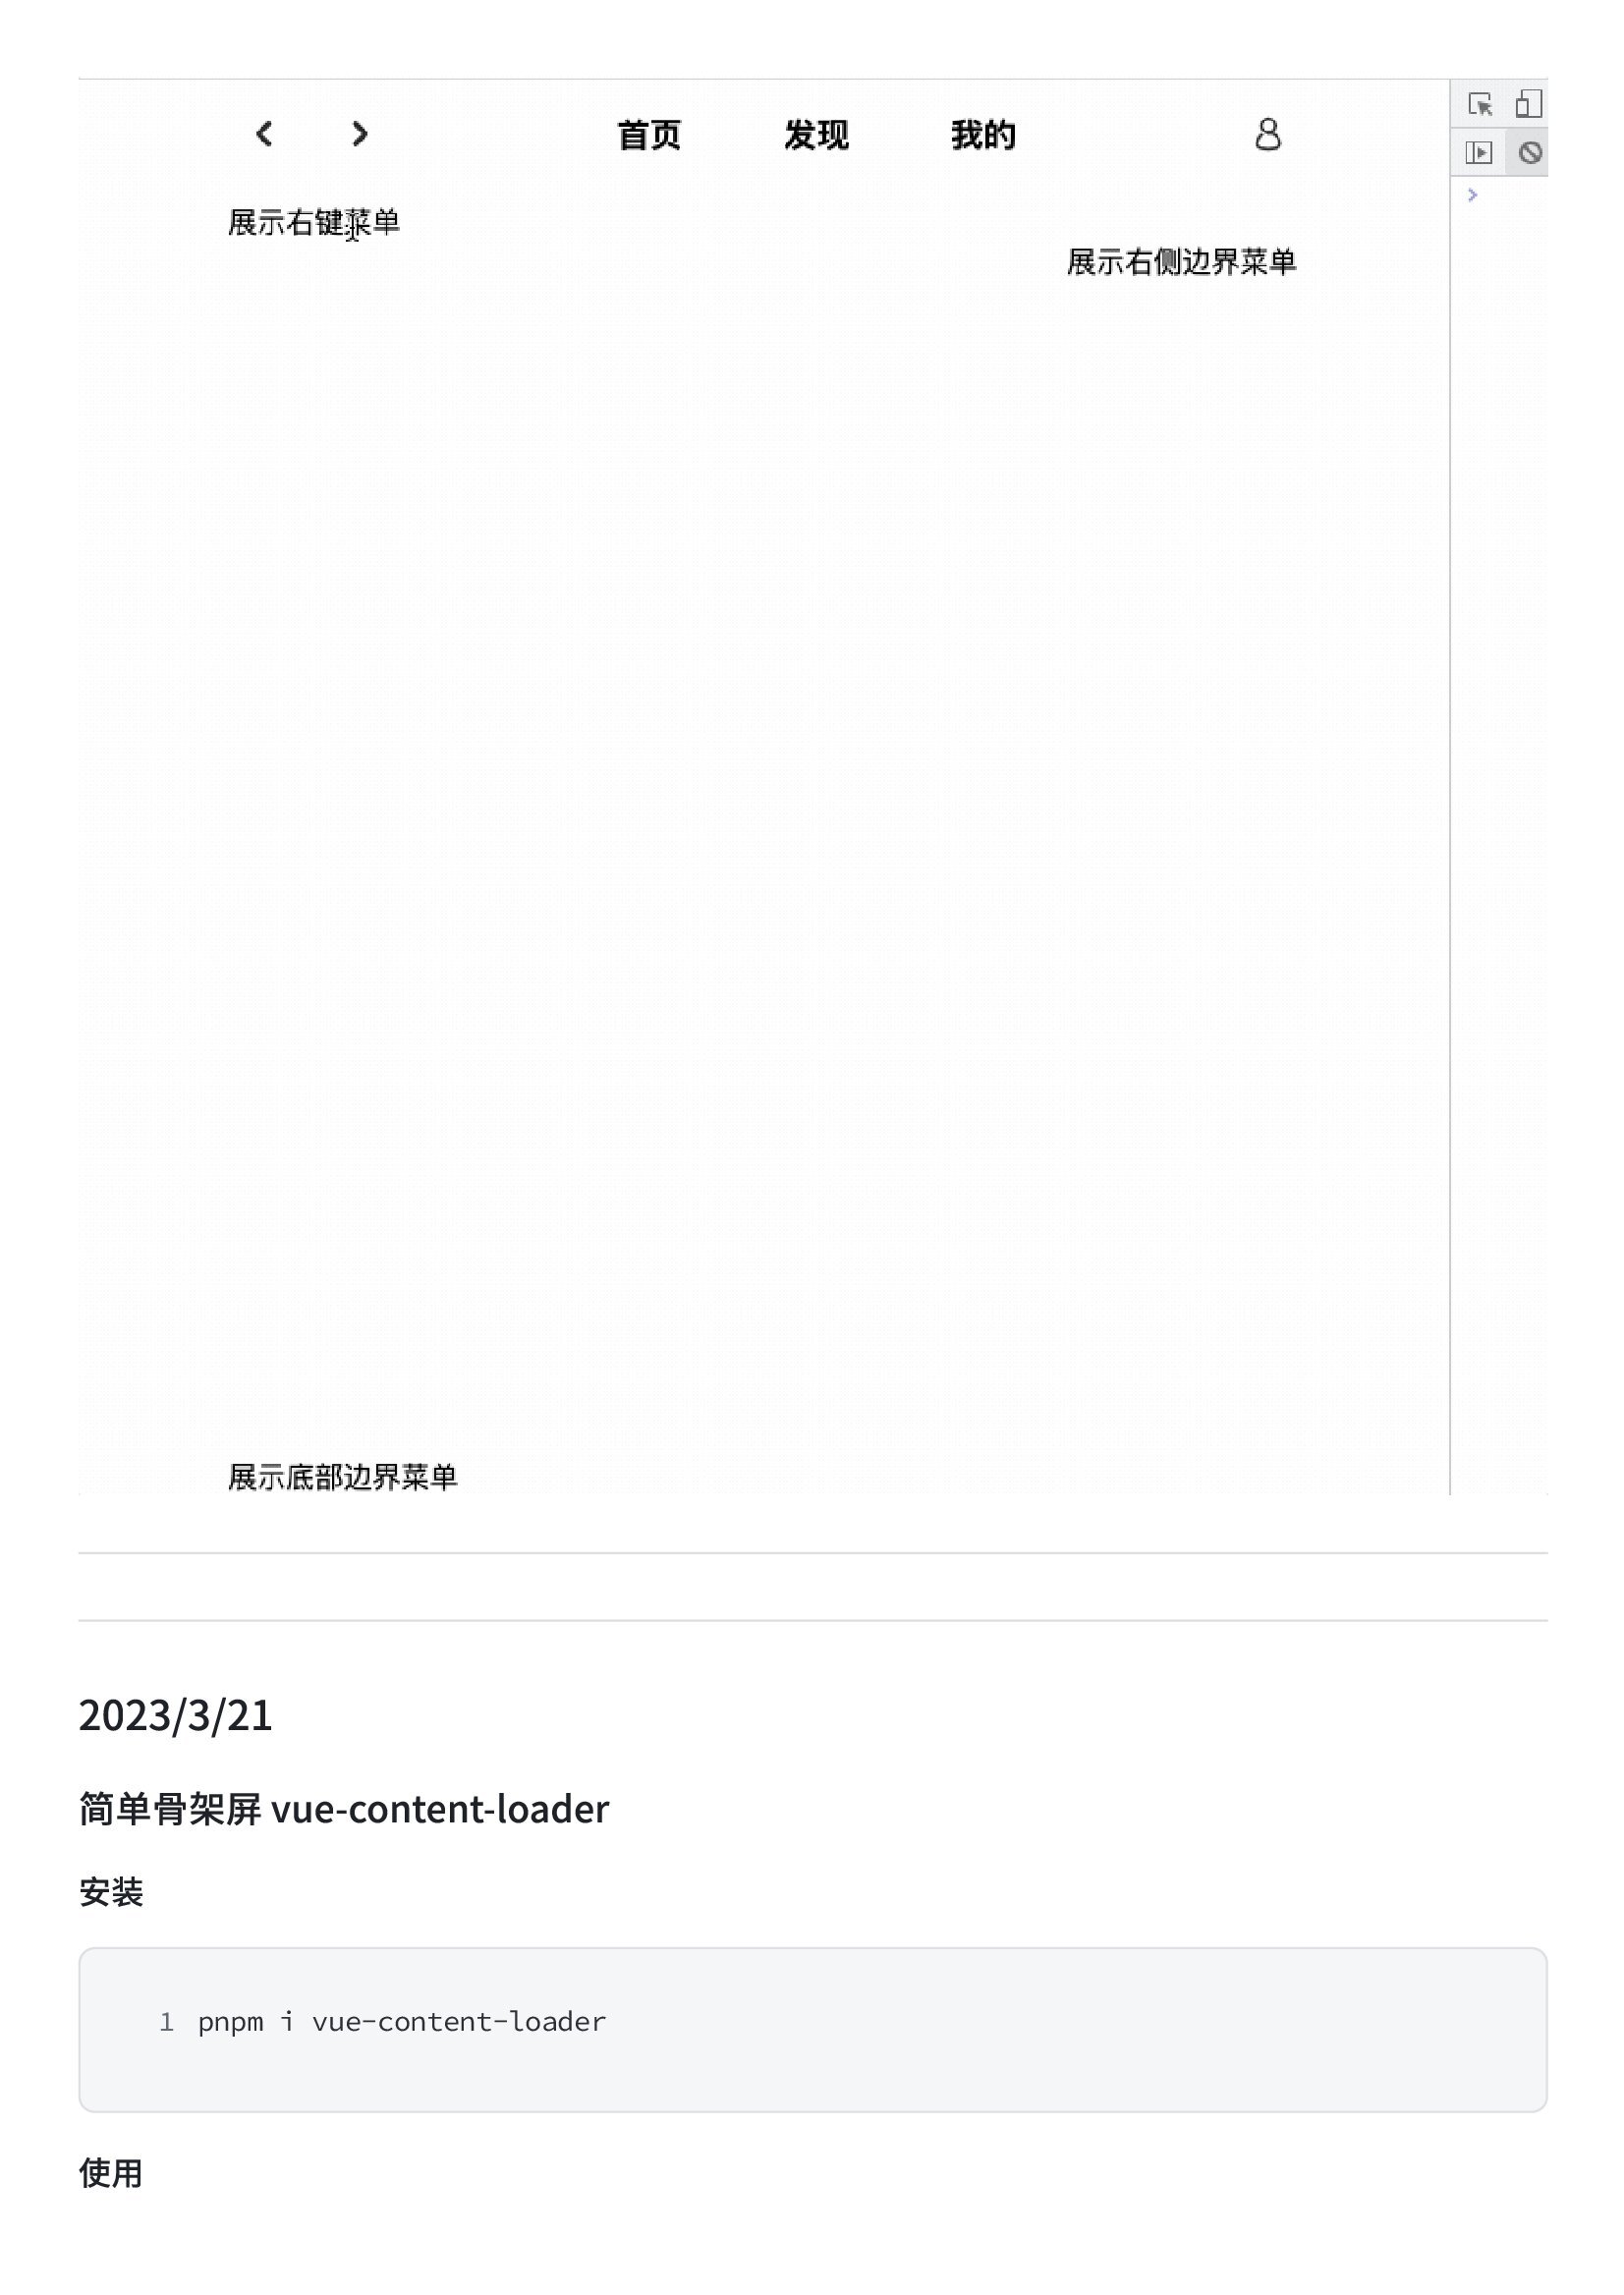 首页 发现 我的
展示右键菜单
展示右侧边界菜单
展示底部边界菜单
2023/3/21
简单骨架屏 vue-content-loader
安装
1 pnpm i vue-content-loader
使用